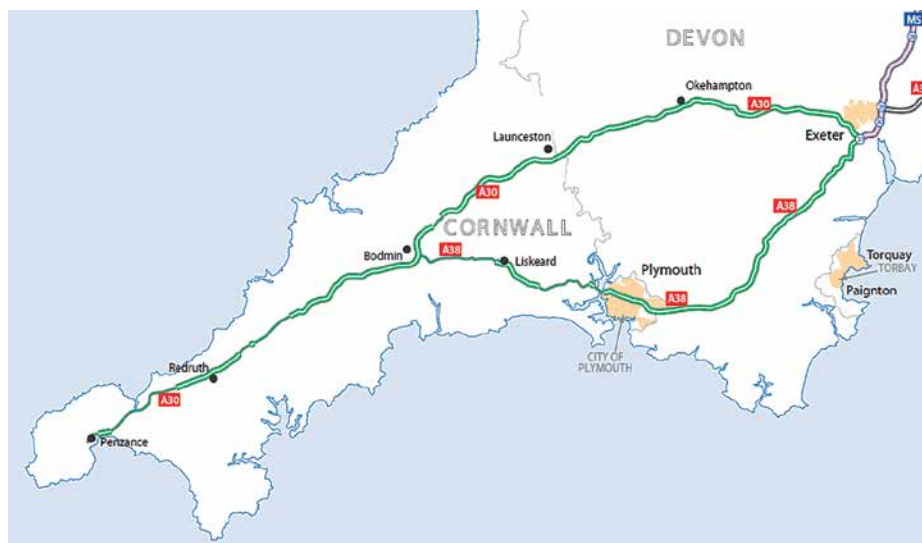 M5
DEVON
Okehampton
A30
A3
Launceston
Exeter
A30
A38
CORNWALL
Bodmin
A38
Liskeard
Plymouth
Torquay
TORBAY
Paignton
A38
CITY OF
PLYMOUTH
Redruth
A30
Penzance